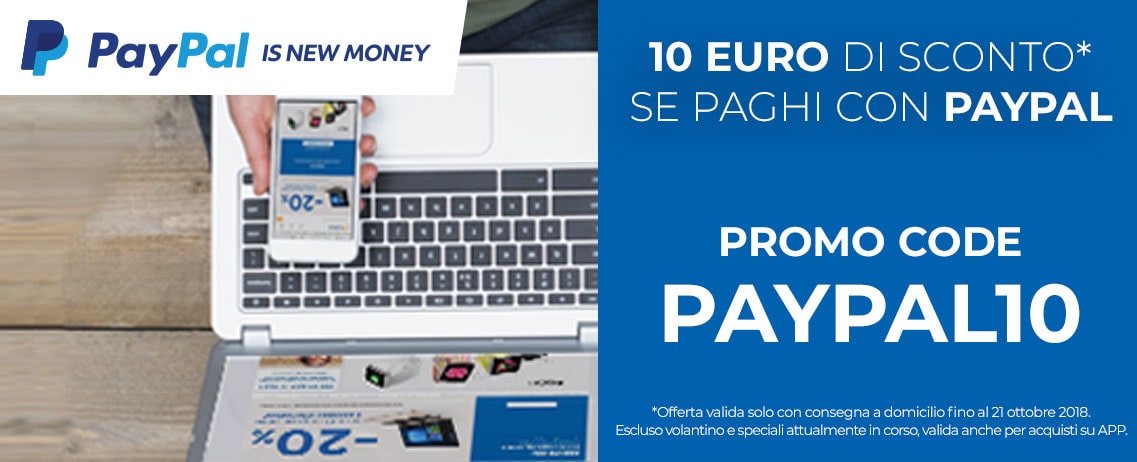 PayPal IS NEW MONEY
10 EURO DI SCONTO*
SE PAGHI CON PAYPAL
PROMO CODE
PAYPAL10
*Offerta valida solo con consegna a domicilio fino al 21 ottobre 2018.
Escluso volantino e speciali attualmente in corso, valida anche per acquisti su APP.
-20%
-20%